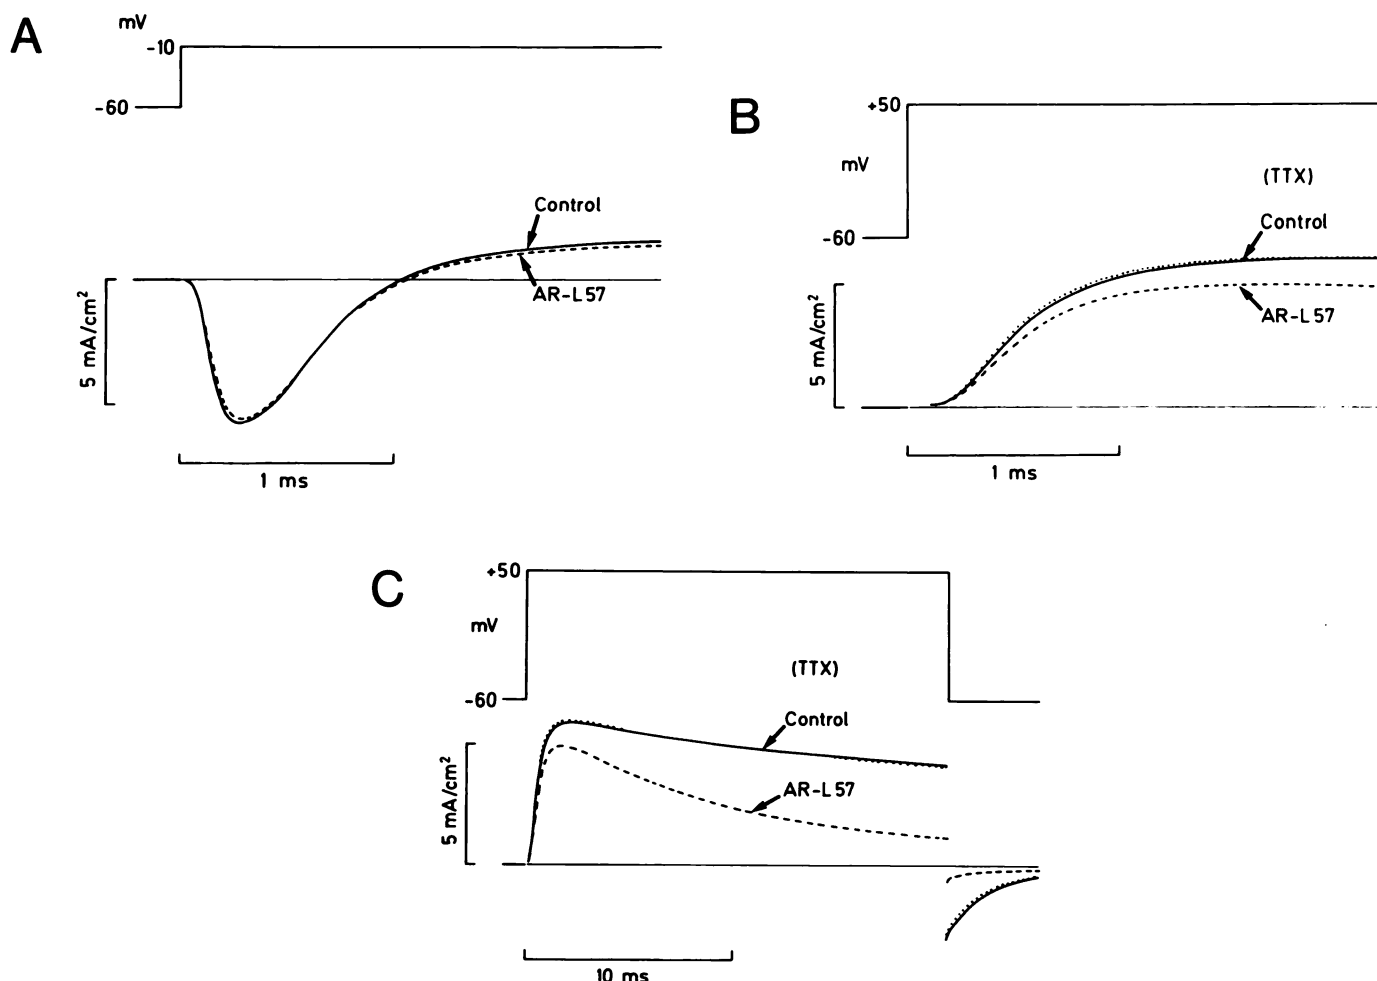 A
mV
-10
-60
Control
AR-L57
5 mA/cm²
1 ms
B
+50
mV
-60
(TTX)
Control
AR-L57
5 mA/cm²
1 ms
C
+50
mV
-60
(TTX)
Control
AR-L57
5 mA/cm²
10 ms